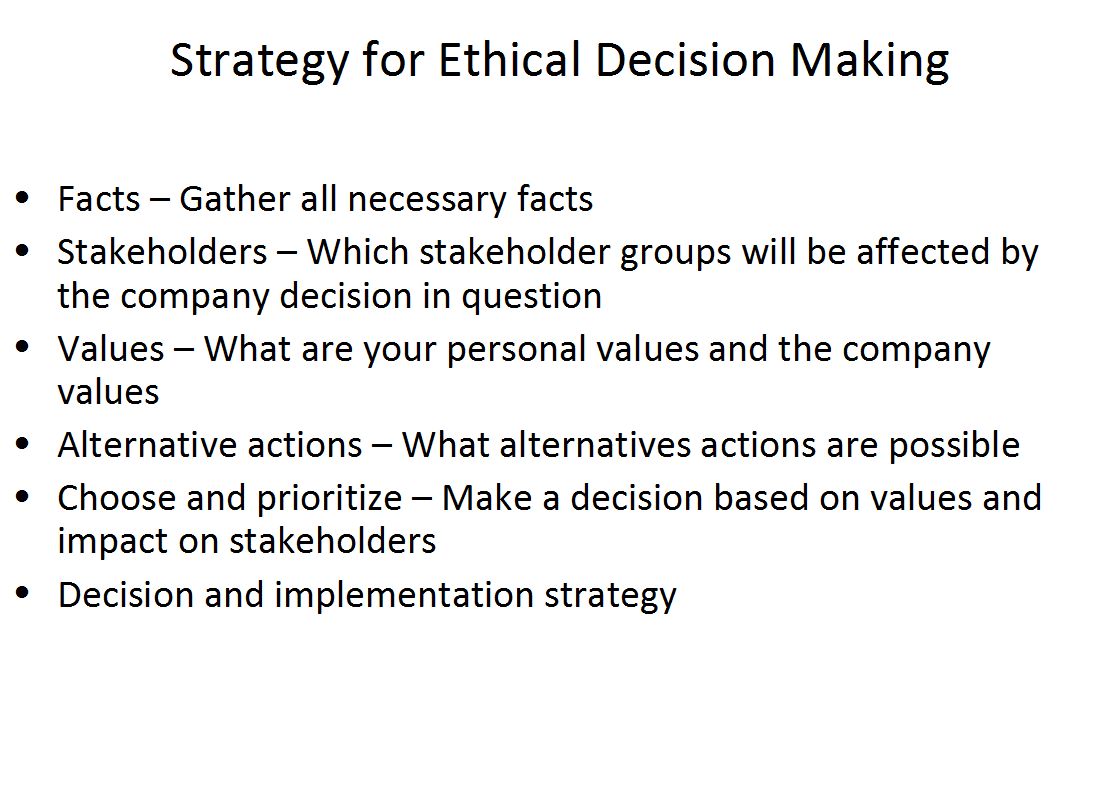 Strategy for Ethical Decision Making
• Facts – Gather all necessary facts
• Stakeholders – Which stakeholder groups will be affected by
the company decision in question
• Values – What are your personal values and the company
values
• Alternative actions – What alternatives actions are possible
• Choose and prioritize – Make a decision based on values and
impact on stakeholders
• Decision and implementation strategy